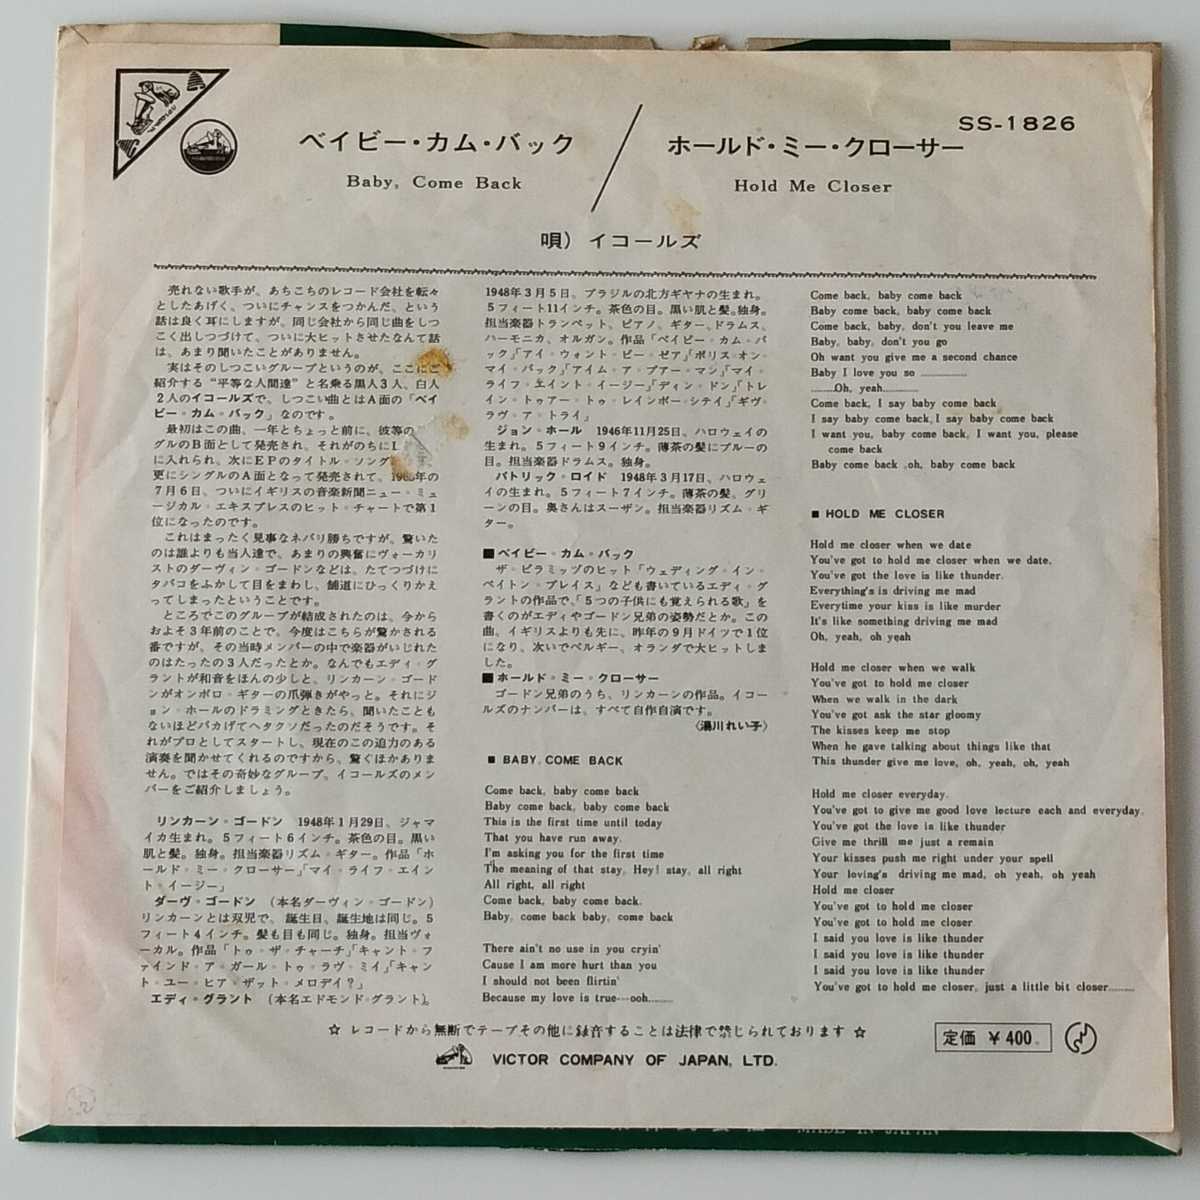 SS-1826
ベイビー・カム・バック
Baby, Come Back
ホールド・ミー・クローサー
Hold Me Closer
唄）イコールズ
売れない歌手が、あちこちのレコード会社を転々
としたあげく、ついにチャンスをつかんだ、という
話は良く耳にしますが、同じ会社から同じ曲をしつ
こく出しつづけて、ついに大ヒットさせたなんて話
は、あまり聞いたことがありません。
実はそのしつこいグループというのが、ここにご
紹介する“平等な人間達”と名乗る黒人3人、白人
2人のイコールズで、しつこい曲とはA面の「ベイ
ビー・カム・バック」なのです。
最初はこの曲、一年とちょっと前に、彼等の
グルのB面として発売され、それがのちにL
に入れられ、次にEPのタイトル・ソング
更にシングルのA面となって発売されて、19 年の
7月6日、ついにイギリスの音楽新聞ニュー・ミュ
ージカル・エキスプレスのヒット・チャートで第1
位になったのです。
これはまったく見事なネバリ勝ちですが、驚いた
のは誰よりも当人達で、あまりの興奮にヴォーカリ
ストのダーヴィン・ゴードンなどは、たてつづけに
タバコをふかして目をまわし、舗道にひっくりかえ
ってしまったということです。
ところでこのグループが結成されたのは、今から
およそ3年前のことで、今度はこちらが驚かされる
番ですが、その当時メンバーの中で楽器がいじれた
のはたったの3人だったとか。なんでもエディ・グ
ラントが和音をほんの少しと、リンカーン・ゴード
ンがオンボロ・ギターの爪弾きがやっと。それにジ
ョン・ホールのドラミングときたら、聞いたことも
ないほどバカげてヘタクソだったのだそうです。そ
れがプロとしてスタートし、現在のこの迫力のある
演奏を聞かせてくれるのですから、驚くほかありま
せん。ではその奇妙なグループ、イコールズのメン
バーをご紹介しましょう。
リンカーン・ゴードン 1948年1月29日、ジャマ
イカ生まれ。5フィート6インチ。茶色の目。黒い
肌と髪。独身。担当楽器リズム・ギター。作品「ホ
ールド・ミー・クローサー」「マイ・ライフ・エイン
ト・イージー」
ダーヴ・ゴードン （本名ダーヴィン・ゴードン）
リンカーンとは双児で、誕生日、誕生地は同じ。5
フィート4インチ。髪も目も同じ。独身。担当ヴォ
ーカル。作品「トゥ・ザ・チャーチ」「キャント・フ
ァインド・ア・ガール・トゥ・ラヴ・ミイ」「キャン
ト・ユー・ヒア・ザット・メロデイ？」
エディ・グラント （本名エドモンド・グラント）。
1948年3月5日、ブラジルの北方ギヤナの生まれ。
5フィート11インチ。茶色の目。黒い肌と髪。独身。
担当楽器トランペット、ピアノ、ギター、ドラムス、
ハーモニカ、オルガン。作品「ベイビー・カム・バ
ック」「アイ・ウォント・ビー・ゼア」「ポリス・オン・
マイ・バック」「アイム・ア・プアー・マン」「マイ・
ライフ・エイント・イージー」「ディン・ドン」「トレ
イン・トゥアー・トゥ・レインボー・シテイ」「ギヴ・
ラヴ・ア・トライ」
ジョン・ホール 1946年11月25日、ハロウェイの
生まれ。5フィート9インチ。薄茶の髪にブルーの
目。担当楽器ドラムス。独身。
パトリック・ロイド 1948年3月17日、ハロウェ
イの生まれ。5フィート7インチ。薄茶の髪、グリ
ーンの目。奥さんはスーザン。担当楽器リズム・ギ
ター。
■ベイビー・カム・バック
ザ・ピラミッブのヒット「ウェディング・イン・
ペイトン・プレイス」なども書いているエディ・グ
ラントの作品で、「5つの子供にも覚えられる歌」を
書くのがエディやゴードン兄弟の姿勢だとか。この
曲、イギリスよりも先に、昨年の9月ドイツで1位
になり、次いでベルギー、オランダで大ヒットしま
した。
■ホールド・ミー・クローサー
ゴードン兄弟のうち、リンカーンの作品。イコー
ルズのナンバーは、すべて自作自演です。
〈湯川れい子〉
■ BABY, COME BACK
Come back, baby come back
Baby come back, baby come back
This is the first time until today
That you have run away.
I'm asking you for the first time
The meaning of that stay, Hey! stay, all right
All right, all right
Come back, baby come back.
Baby, come back baby, come back
There ain't no use in you cryin'
Cause I am more hurt than you
I should not been flirtin'
Because my love is true---ooh.........
Come back, baby come back
Baby come back, baby come back
Come back, baby, don't you leave me
Baby, baby, don't you go
Oh want you give me a second chance
Baby I love you so ................
.........Oh, yeah............
Come back, I say baby come back
I say baby come back, I say baby come back
I want you, baby come back, I want you, please
come back
Baby come back ,oh, baby come back
■ HOLD ME CLOSER
Hold me closer when we date
You've got to hold me closer when we date.
You've got the love is like thunder.
Everything's is driving me mad
Everytime your kiss is like murder
It's like something driving me mad
Oh, yeah, oh yeah
Hold me closer when we walk
You've got to hold me closer
When we walk in the dark
You've got ask the star gloomy
The kisses keep me stop
When he gave talking about things like that
This thunder give me love, oh, yeah, oh, yeah
Hold me closer everyday.
You've got to give me good love lecture each and everyday.
You've got the love is like thunder
Give me thrill me just a remain
Your kisses push me right under your spell
Your loving's driving me mad, oh yeah, oh yeah
Hold me closer
You've got to hold me closer
You've got to hold me closer
I said you love is like thunder
I said you love is like thunder
I said you love is like thunder
You've got to hold me closer, just a little bit closer.........
☆ レコードから無断でテープその他に録音することは法律で禁じられております ☆
定価 ￥400.
VICTOR COMPANY OF JAPAN, LTD.
MADE IN JAPAN